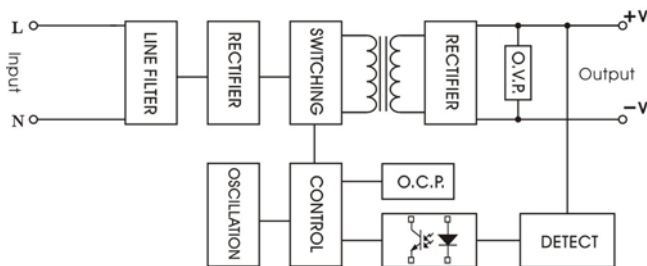 L
N
Input
LINE FILTER
RECTIFIER
SWITCHING
RECTIFIER
O.V.P.
+V
Output
-V
OSCILLATION
CONTROL
O.C.P.
DETECT